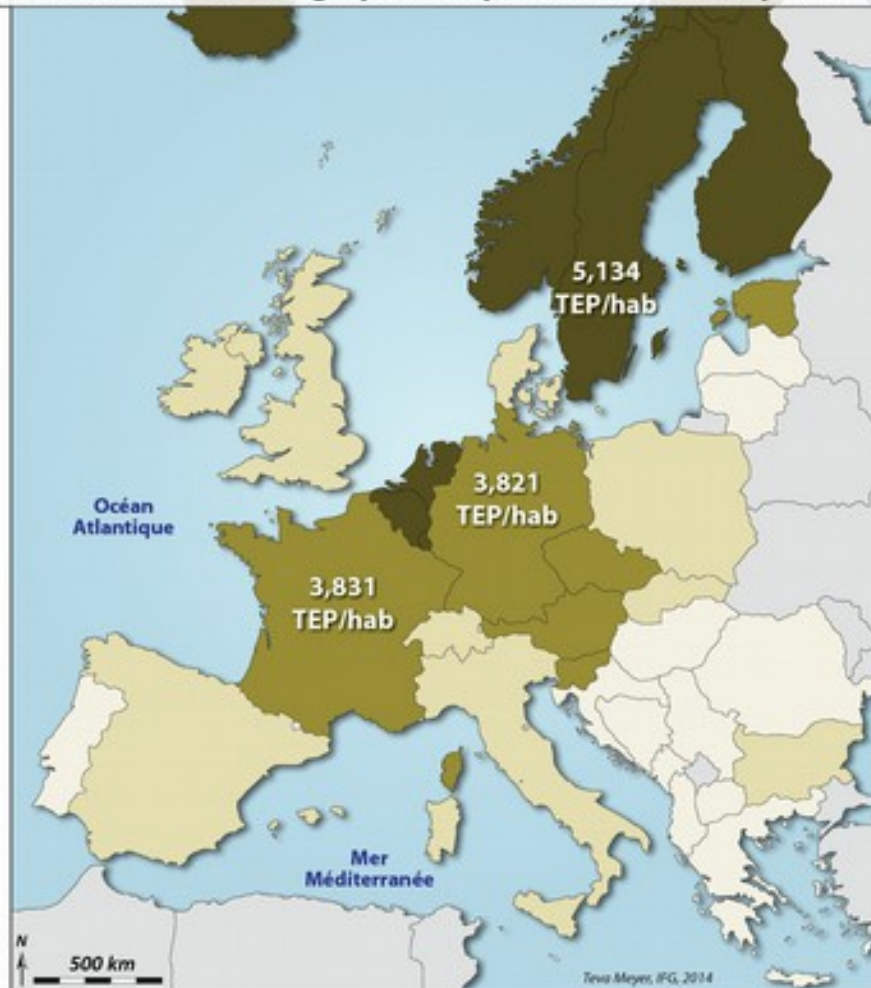 5,134
TEP/hab
3,821
TEP/hab
Océan
Atlantique
3,831
TEP/hab
Mer
Méditerranée
N
500 km
Teva Meyer, IFG, 2014